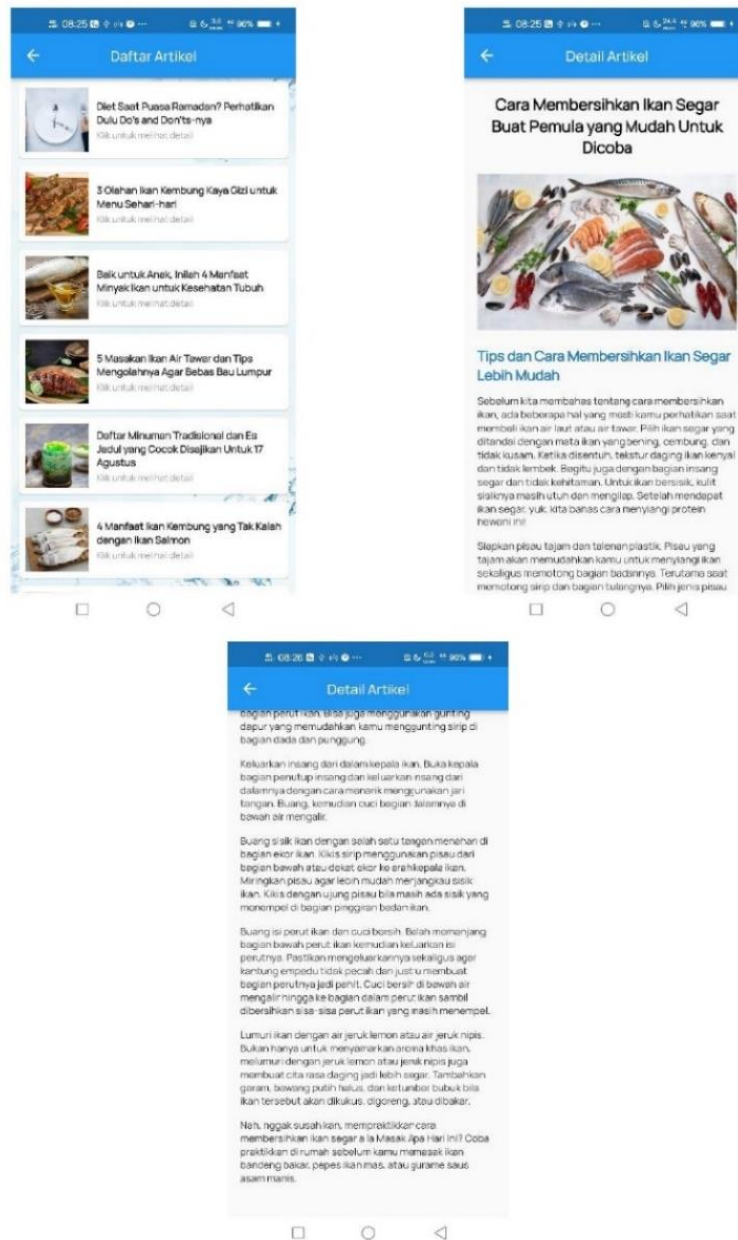 08:25
96%
Daftar Artikel
Diet Saat Puasa Ramadan? Perhatikan
Dulu Do's and Don'ts-nya
Klik untuk melihat detail
3 Olahan Ikan Kembung Kaya Gizi untuk
Menu Sehari-hari
Klik untuk melihat detail
Baik untuk Anak, Inilah 4 Manfaat
Minyak Ikan untuk Kesehatan Tubuh
Klik untuk melihat detail
5 Masakan Ikan Air Tawar dan Tips
Mengolahnya Agar Bebas Bau Lumpur
Klik untuk melihat detail
Daftar Minuman Tradisional dan Es
Jadul yang Cocok Disajikan Untuk 17
Agustus
Klik untuk melihat detail
4 Manfaat Ikan Kembung yang Tak Kalah
dengan Ikan Salmon
Klik untuk melihat detail
08:25
96%
Detail Artikel
Cara Membersihkan Ikan Segar
Buat Pemula yang Mudah Untuk
Dicoba
Tips dan Cara Membersihkan Ikan Segar
Lebih Mudah
Sebelum kita membahas tentang cara membersihkan
ikan, ada beberapa hal yang mesti kamu perhatikan saat
membeli ikan air laut atau air tawar. Pilih ikan segar yang
ditandai dengan mata ikan yang bening, cembung, dan
tidak kusam. Ketika disentuh, tekstur daging ikan kenyal
dan tidak lembek. Begitu juga dengan bagian insang
segar dan tidak kehitaman. Untuk ikan bersisik, kulit
sisiknya masih utuh dan mengilap. Setelah mendapat
ikan segar, yuk, kita bahas cara menyiangi protein
hewani ini!
Siapkan pisau tajam dan talenan plastik. Pisau yang
tajam akan memudahkan kamu untuk menyiangi ikan
sekaligus memotong bagian badannya. Terutama saat
memotong sirip dan bagian tulangnya. Pilih jenis pisau
08:26
96%
Detail Artikel
bagian perut ikan. Bisa juga menggunakan gunting
dapur yang memudahkan kamu menggunting sirip di
bagian dada dan punggung.
Keluarkan insang dari dalam kepala ikan. Buka kepala
bagian penutup insang dan keluarkan insang dari
dalamnya dengan cara menarik menggunakan jari
tangan. Buang, kemudian cuci bagian dalamnya di
bawah air mengalir.
Buang sisik ikan dengan salah satu tangan menahan di
bagian ekor ikan. Kikis sirip menggunakan pisau dari
bagian bawah atau dekat ekor ke arah kepala ikan.
Miringkan pisau agar lebih mudah menjangkau sisik
ikan. Kikis dengan ujung pisau bila masih ada sisik yang
menempel di bagian pinggiran badan ikan.
Buang isi perut ikan dan cuci bersih. Belah memanjang
bagian bawah perut ikan kemudian keluarkan isi
perutnya. Pastikan mengeluarkannya sekaligus agar
kantung empedu tidak pecah dan justru membuat
bagian perutnya jadi pahit. Cuci bersih di bawah air
mengalir hingga ke bagian dalam perut ikan sambil
dibersihkan sisa-sisa perut ikan yang masih menempel.
Lumuri ikan dengan air jeruk lemon atau air jeruk nipis.
Bukan hanya untuk menyamarkan aroma khas ikan,
melumuri dengan jeruk lemon atau jeruk nipis juga
membuat cita rasa daging jadi lebih segar. Tambahkan
garam, bawang putih halus, dan ketumbar bubuk bila
ikan tersebut akan dikukus, digoreng, atau dibakar.
Nah, nggak susah kan, mempraktikkan cara
membersihkan ikan segar a la Masak Apa Hari Ini? Coba
praktikkan di rumah sebelum kamu memasak ikan
bandeng bakar, pepes ikan mas, atau gurame saus
asam manis.